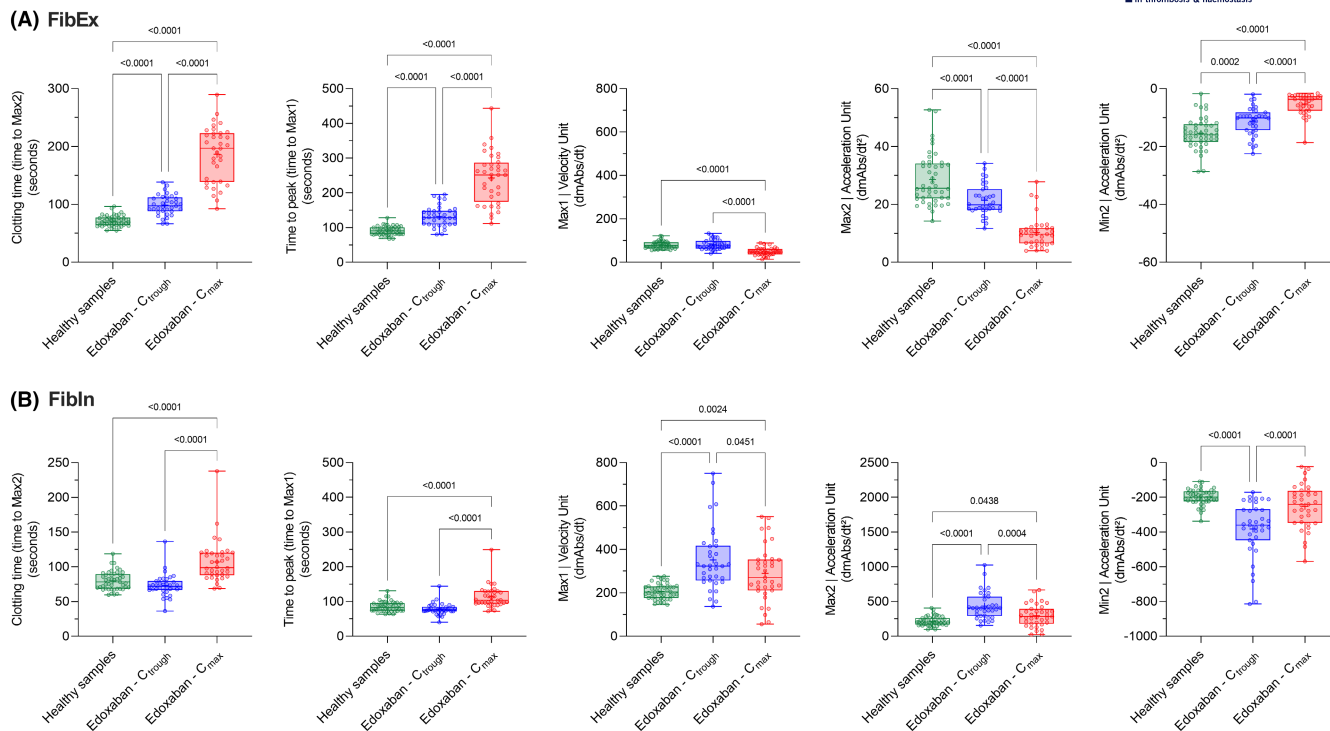 in thrombosis & haemostasis
(A) FibEx
<0.0001
<0.0001 <0.0001
Clotting time (time to Max2)
(seconds)
300
200
100
0
Healthy samples
Edoxaban - Ctrough
Edoxaban - Cmax
<0.0001
<0.0001 <0.0001
Time to peak (time to Max1)
(seconds)
500
400
300
200
100
0
Healthy samples
Edoxaban - Ctrough
Edoxaban - Cmax
<0.0001
<0.0001
Max1 | Velocity Unit
(dmAbs/dt)
800
600
400
200
0
Healthy samples
Edoxaban - Ctrough
Edoxaban - Cmax
<0.0001
<0.0001 <0.0001
Max2 | Acceleration Unit
(dmAbs/dt²)
60
40
20
0
Healthy samples
Edoxaban - Ctrough
Edoxaban - Cmax
<0.0001
0.0002 <0.0001
Min2 | Acceleration Unit
(dmAbs/dt²)
0
-20
-40
-60
Healthy samples
Edoxaban - Ctrough
Edoxaban - Cmax
(B) FibIn
<0.0001
<0.0001
Clotting time (time to Max2)
(seconds)
250
200
150
100
50
0
Healthy samples
Edoxaban - Ctrough
Edoxaban - Cmax
<0.0001
<0.0001
Time to peak (time to Max1)
(seconds)
500
400
300
200
100
0
Healthy samples
Edoxaban - Ctrough
Edoxaban - Cmax
0.0024
<0.0001 0.0451
Max1 | Velocity Unit
(dmAbs/dt)
800
600
400
200
0
Healthy samples
Edoxaban - Ctrough
Edoxaban - Cmax
0.0438
<0.0001 0.0004
Max2 | Acceleration Unit
(dmAbs/dt²)
2500
2000
1500
1000
500
0
Healthy samples
Edoxaban - Ctrough
Edoxaban - Cmax
<0.0001 <0.0001
Min2 | Acceleration Unit
(dmAbs/dt²)
0
-200
-400
-600
-800
-1000
Healthy samples
Edoxaban - Ctrough
Edoxaban - Cmax